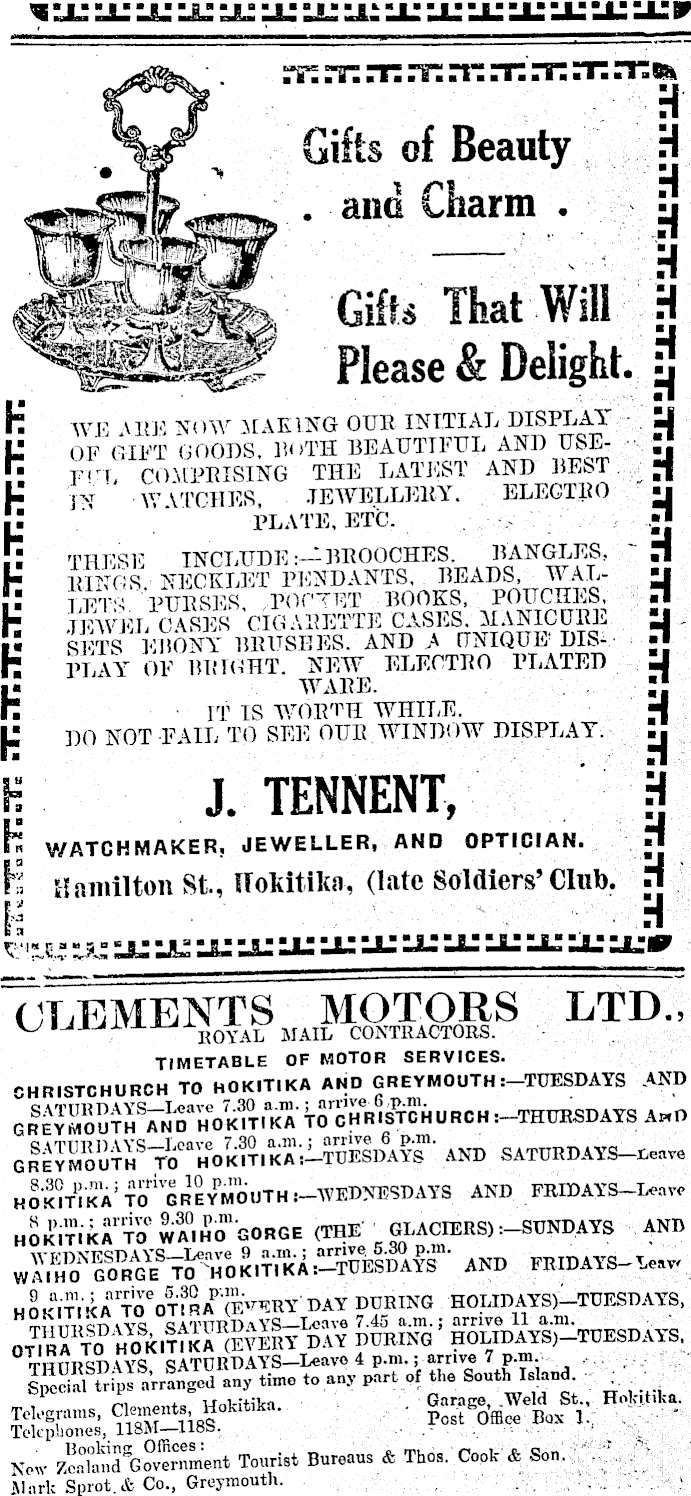 Gifts of Beauty
. and Charm .
Gifts That Will
Please & Delight.
WE ARE NOW MAKING OUR INITIAL DISPLAY
OF GIFT GOODS, BOTH BEAUTIFUL AND USE-
FUL COMPRISING THE LATEST AND BEST
IN WATCHES, JEWELLERY, ELECTRO
PLATE, ETC.
THESE INCLUDE:—BROOCHES, BANGLES,
RINGS, NECKLET PENDANTS, BEADS, WAL-
LETS, PURSES, POCKET BOOKS, POUCHES,
JEWEL CASES CIGARETTE CASES, MANICURE
SETS EBONY BRUSHES, AND A UNIQUE DIS-
PLAY OF BRIGHT, NEW ELECTRO PLATED
WARE.
IT IS WORTH WHILE.
DO NOT FAIL TO SEE OUR WINDOW DISPLAY.
J. TENNENT,
WATCHMAKER, JEWELLER, AND OPTICIAN.
Hamilton St., Hokitika, (late Soldiers' Club.
CLEMENTS MOTORS LTD.,
ROYAL MAIL CONTRACTORS.
TIMETABLE OF MOTOR SERVICES.
CHRISTCHURCH TO HOKITIKA AND GREYMOUTH:—TUESDAYS AND
SATURDAYS—Leave 7.30 a.m.; arrive 6 p.m.
GREYMOUTH AND HOKITIKA TO CHRISTCHURCH:—THURSDAYS AND
SATURDAYS—Leave 7.30 a.m.; arrive 6 p.m.
GREYMOUTH TO HOKITIKA:—TUESDAYS AND SATURDAYS—Leave
8.30 p.m.; arrive 10 p.m.
HOKITIKA TO GREYMOUTH:—WEDNESDAYS AND FRIDAYS—Leave
8 p.m.; arrive 9.30 p.m.
HOKITIKA TO WAIHO GORGE (THE GLACIERS):—SUNDAYS AND
WEDNESDAYS—Leave 9 a.m.; arrive 5.30 p.m.
WAIHO GORGE TO HOKITIKA:—TUESDAYS AND FRIDAYS—Leave
9 a.m.; arrive 5.30 p.m.
HOKITIKA TO OTIRA (EVERY DAY DURING HOLIDAYS)—TUESDAYS,
THURSDAYS, SATURDAYS—Leave 7.45 a.m.; arrive 11 a.m.
OTIRA TO HOKITIKA (EVERY DAY DURING HOLIDAYS)—TUESDAYS,
THURSDAYS, SATURDAYS—Leave 4 p.m.; arrive 7 p.m.
Special trips arranged any time to any part of the South Island.
Telegrams, Clements, Hokitika. Garage, Weld St., Hokitika.
Telephones, 118M—118S. Post Office Box 1.
Booking Offices:
New Zealand Government Tourist Bureaus & Thos. Cook & Son.
Mark Sprot & Co., Greymouth.